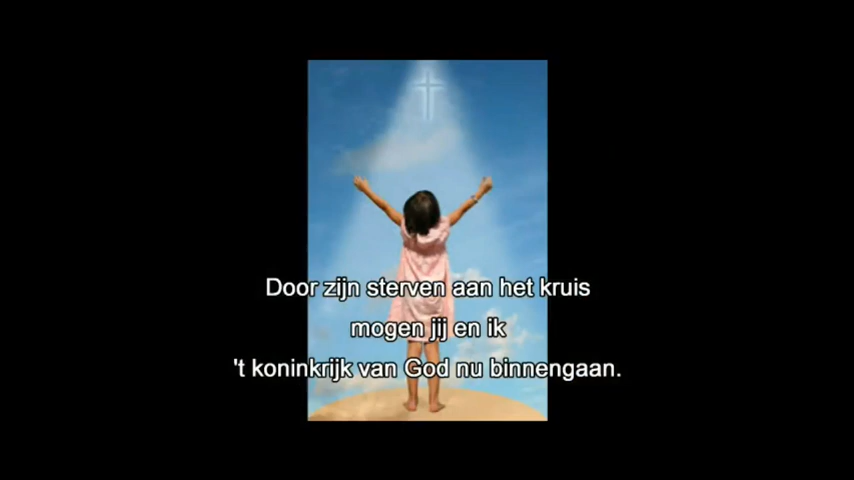 Door zijn sterven aan het kruis
mogen jij en ik
't koninkrijk van God nu binnengaan.